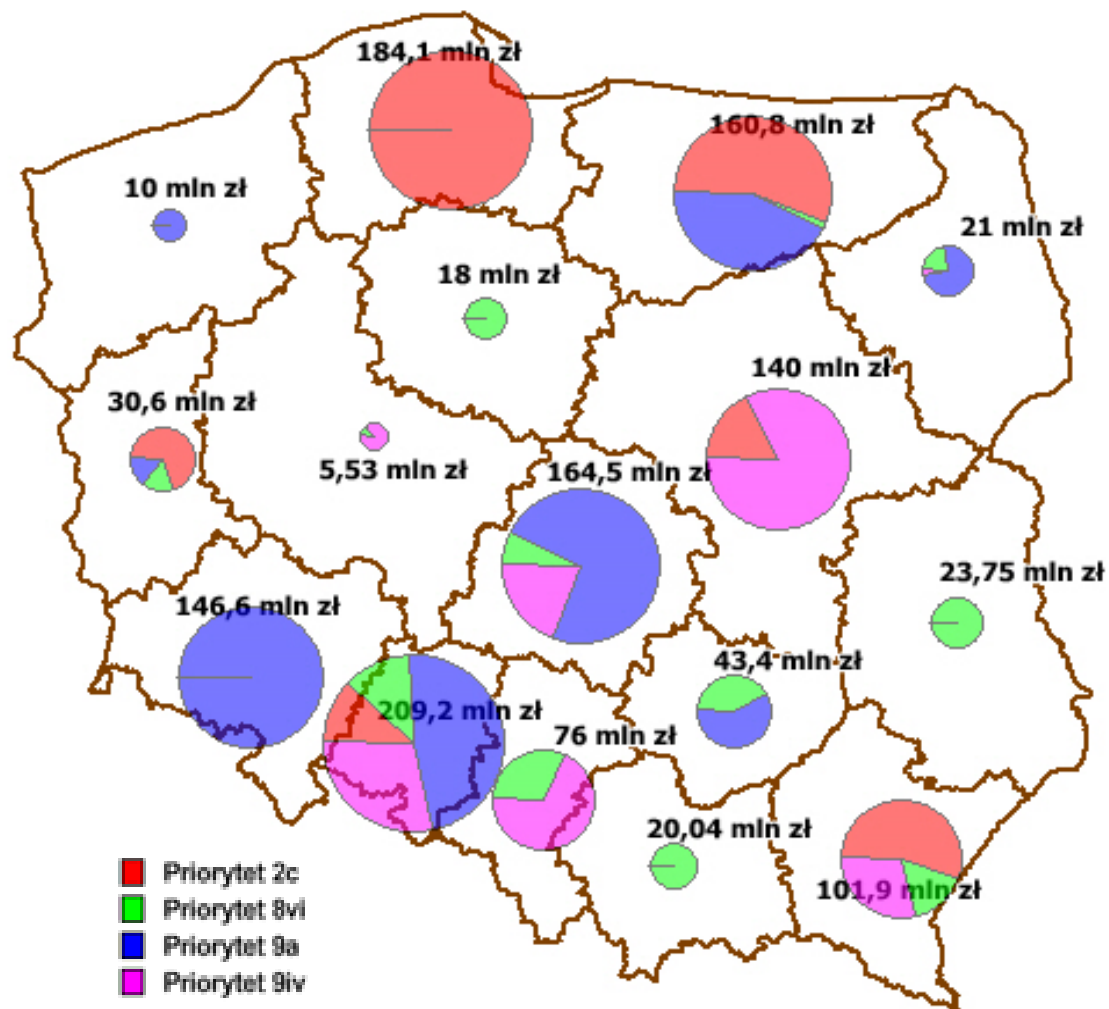 184,1 mln zł
160,8 mln zł
10 mln zł
21 mln zł
18 mln zł
140 mln zł
30,6 mln zł
5,53 mln zł
164,5 mln zł
23,75 mln zł
146,6 mln zł
43,4 mln zł
209,2 mln zł
76 mln zł
20,04 mln zł
101,9 mln zł
Priorytet 2c
Priorytet 8vi
Priorytet 9a
Priorytet 9iv